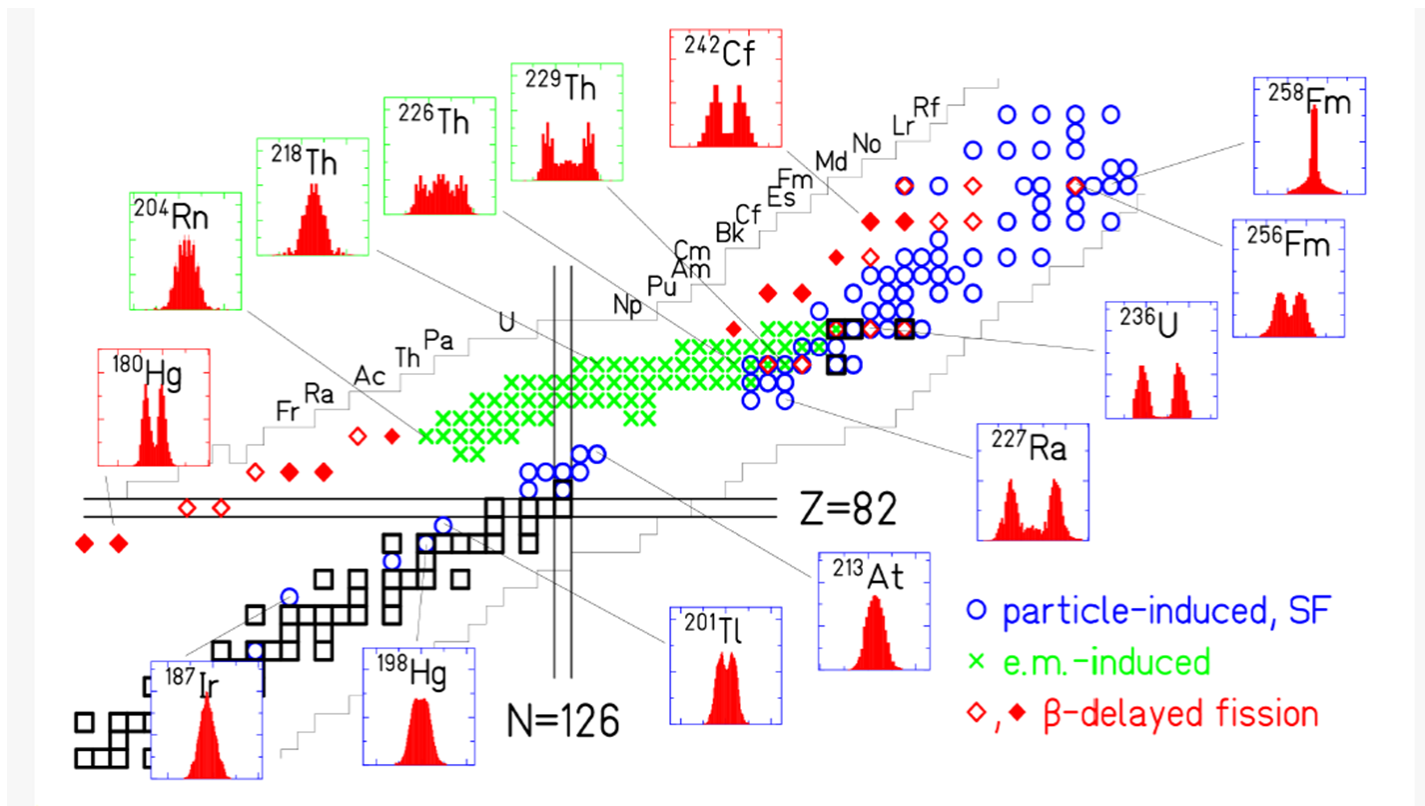 ²⁴²Cf
²²⁹Th
²⁵⁸Fm
²²⁶Th
Rf
Lr
²¹⁸Th
No
Md
²⁰⁴Rn
Fm
Es
Cf
²⁵⁶Fm
Bk
Cm
Am
Pu
Np
²³⁶U
U
Pa
Th
¹⁸⁰Hg
Ac
Ra
Fr
²²⁷Ra
Z=82
²¹³At
particle-induced, SF
²⁰¹Tl
e.m.-induced
¹⁸⁷Ir
¹⁹⁸Hg
N=126
β-delayed fission